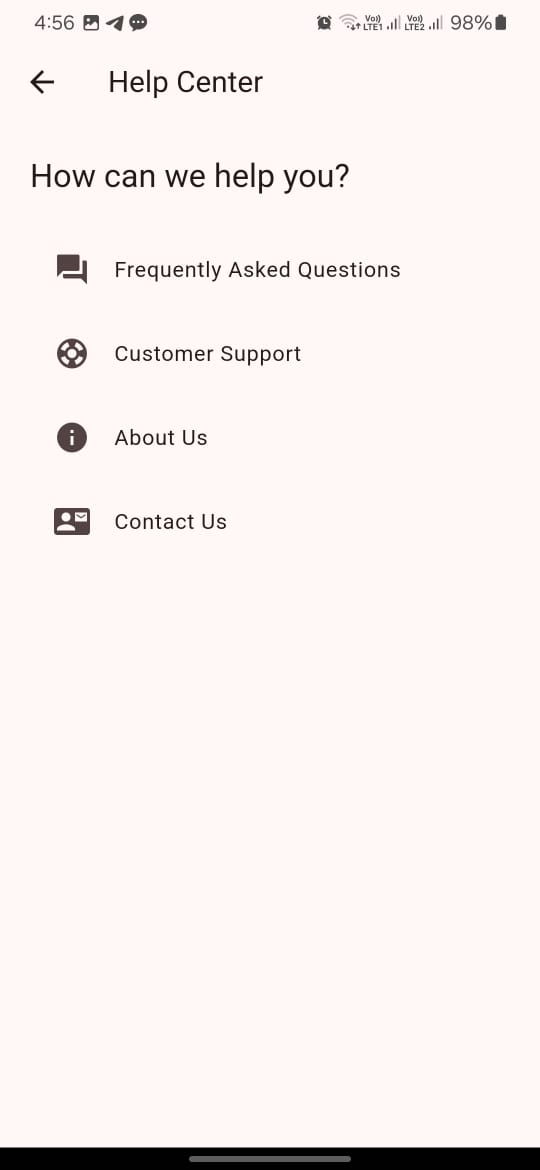 4:56 Vo)) LTE1 Vo)) LTE2 98%
Help Center
How can we help you?
Frequently Asked Questions
Customer Support
About Us
Contact Us